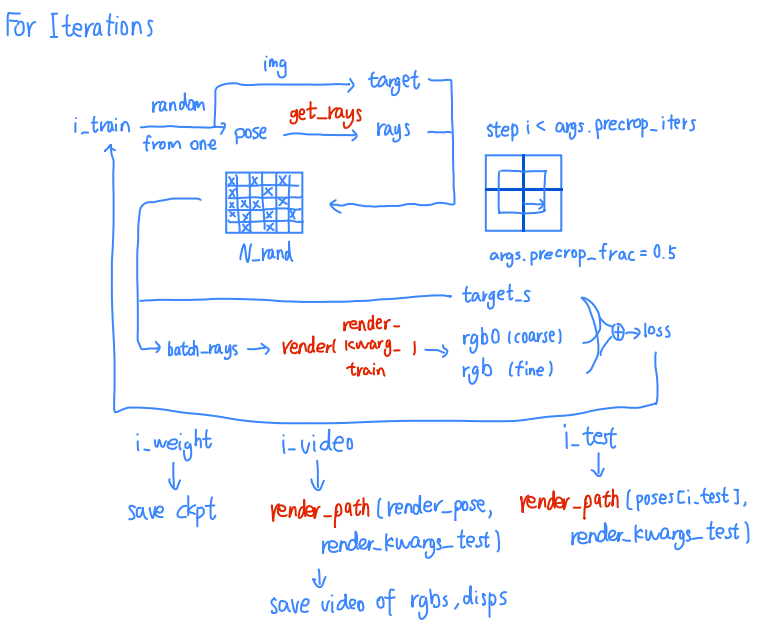 For Iterations
img
target
random
i_train
from one
pose
get_rays
rays
step i < args.precrop_iters
N_rand
args.precrop_frac = 0.5
target_s
batch_rays
render( render_kwarg_train )
rgb0 (coarse)
rgb (fine)
loss
i_weight
save ckpt
i_video
render_path (render_pose,
render_kwargs_test)
save video of rgbs, disps
i_test
render_path (poses[i_test],
render_kwargs_test)